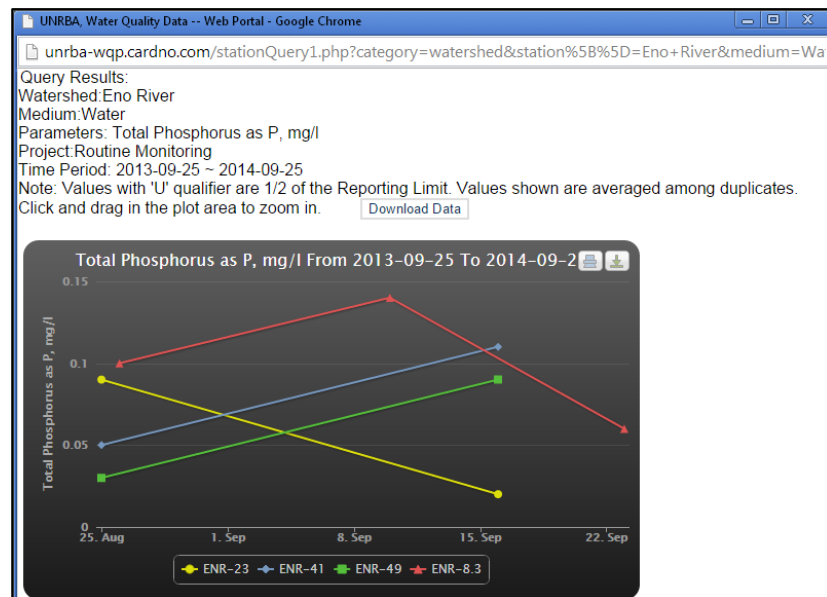 UNRBA, Water Quality Data -- Web Portal - Google Chrome
unrba-wqp.cardno.com/stationQuery1.php?category=watershed&station%5B%5D=Eno+River&medium=Wa
Query Results:
Watershed:Eno River
Medium:Water
Parameters: Total Phosphorus as P, mg/l
Project:Routine Monitoring
Time Period: 2013-09-25 ~ 2014-09-25
Note: Values with 'U' qualifier are 1/2 of the Reporting Limit. Values shown are averaged among duplicates.
Click and drag in the plot area to zoom in. Download Data
Total Phosphorus as P, mg/l From 2013-09-25 To 2014-09-2
Total Phosphorus as P, mg/l
0.15
0.1
0.05
0
25. Aug 1. Sep 8. Sep 15. Sep 22. Sep
ENR-23 ENR-41 ENR-49 ENR-8.3